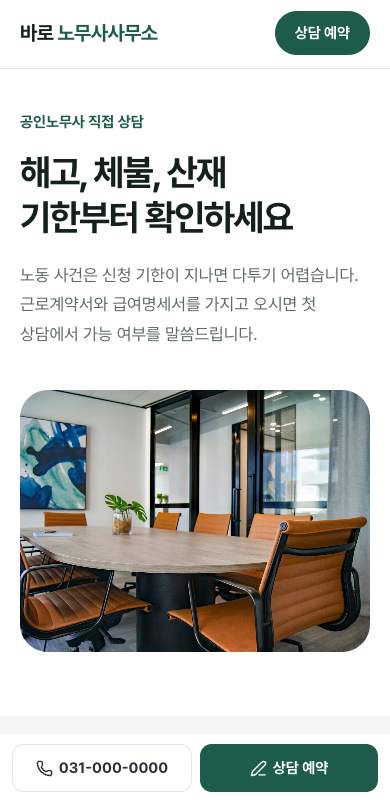 바로 노무사사무소
상담 예약
공인노무사 직접 상담
해고, 체불, 산재
기한부터 확인하세요
노동 사건은 신청 기한이 지나면 다투기 어렵습니다.
근로계약서와 급여명세서를 가지고 오시면 첫
상담에서 가능 여부를 말씀드립니다.
031-000-0000
상담 예약